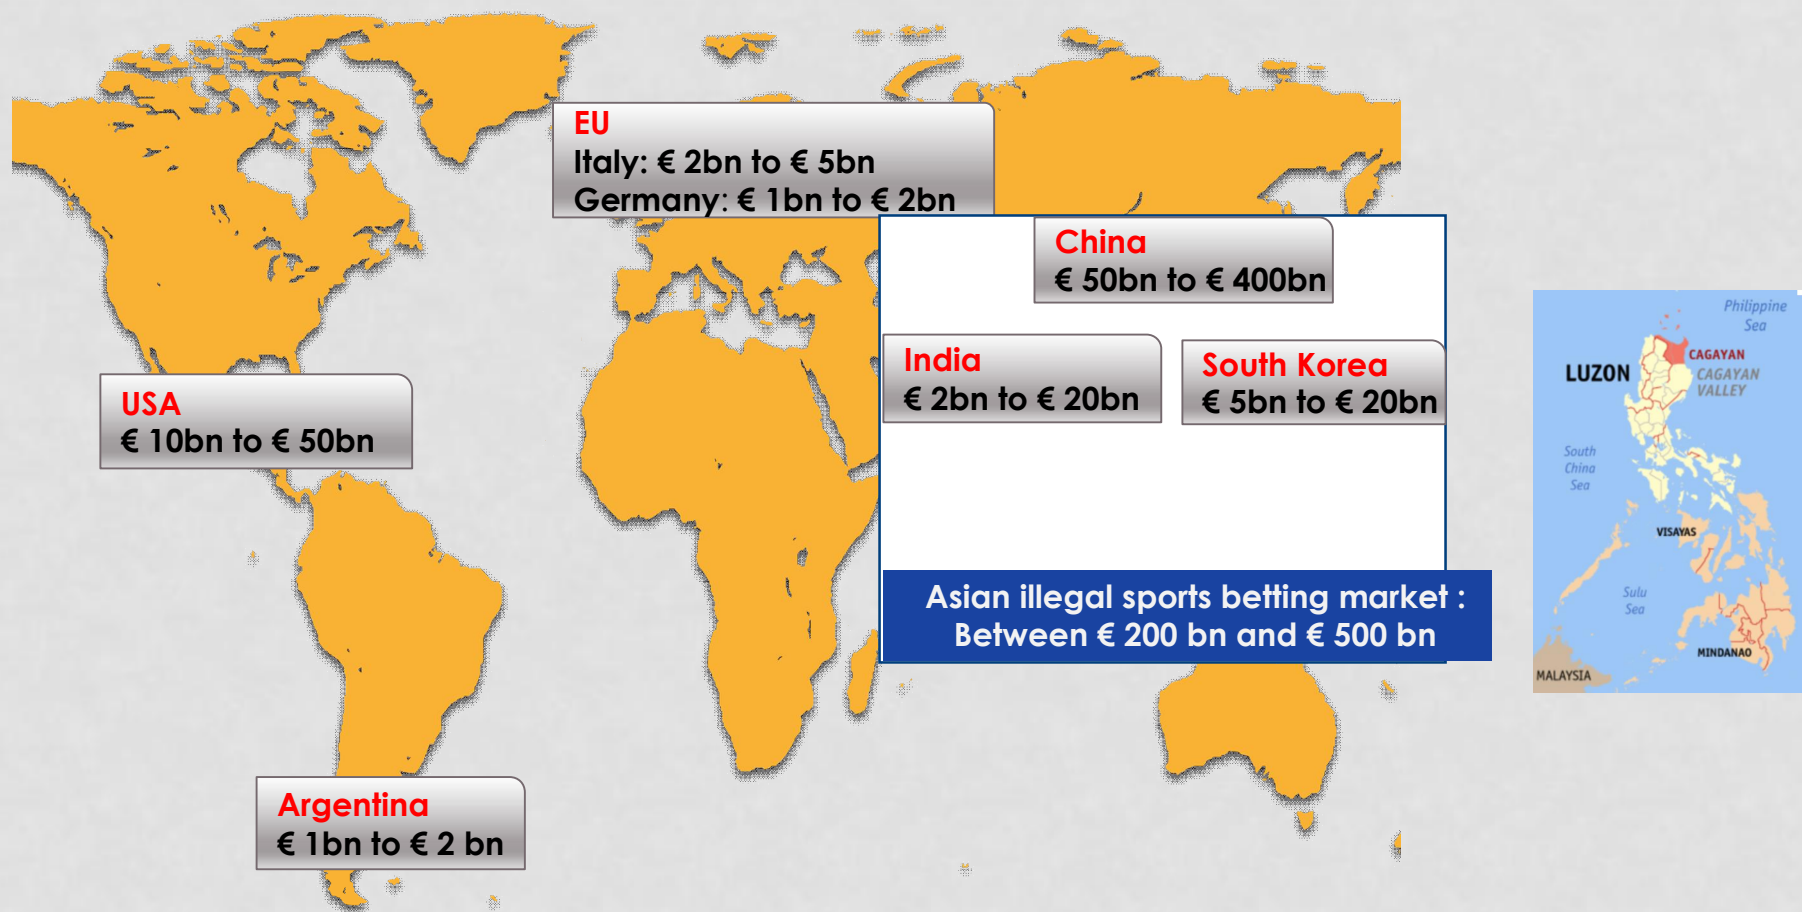 EU
Italy: € 2bn to € 5bn
Germany: € 1bn to € 2bn
China
€ 50bn to € 400bn
India
€ 2bn to € 20bn
South Korea
€ 5bn to € 20bn
USA
€ 10bn to € 50bn
Asian illegal sports betting market :
Between € 200 bn and € 500 bn
Argentina
€ 1bn to € 2 bn
Philippine
Sea
CAGAYAN
LUZON
CAGAYAN
VALLEY
South
China
Sea
VISAYAS
Sulu
Sea
MINDANAO
MALAYSIA